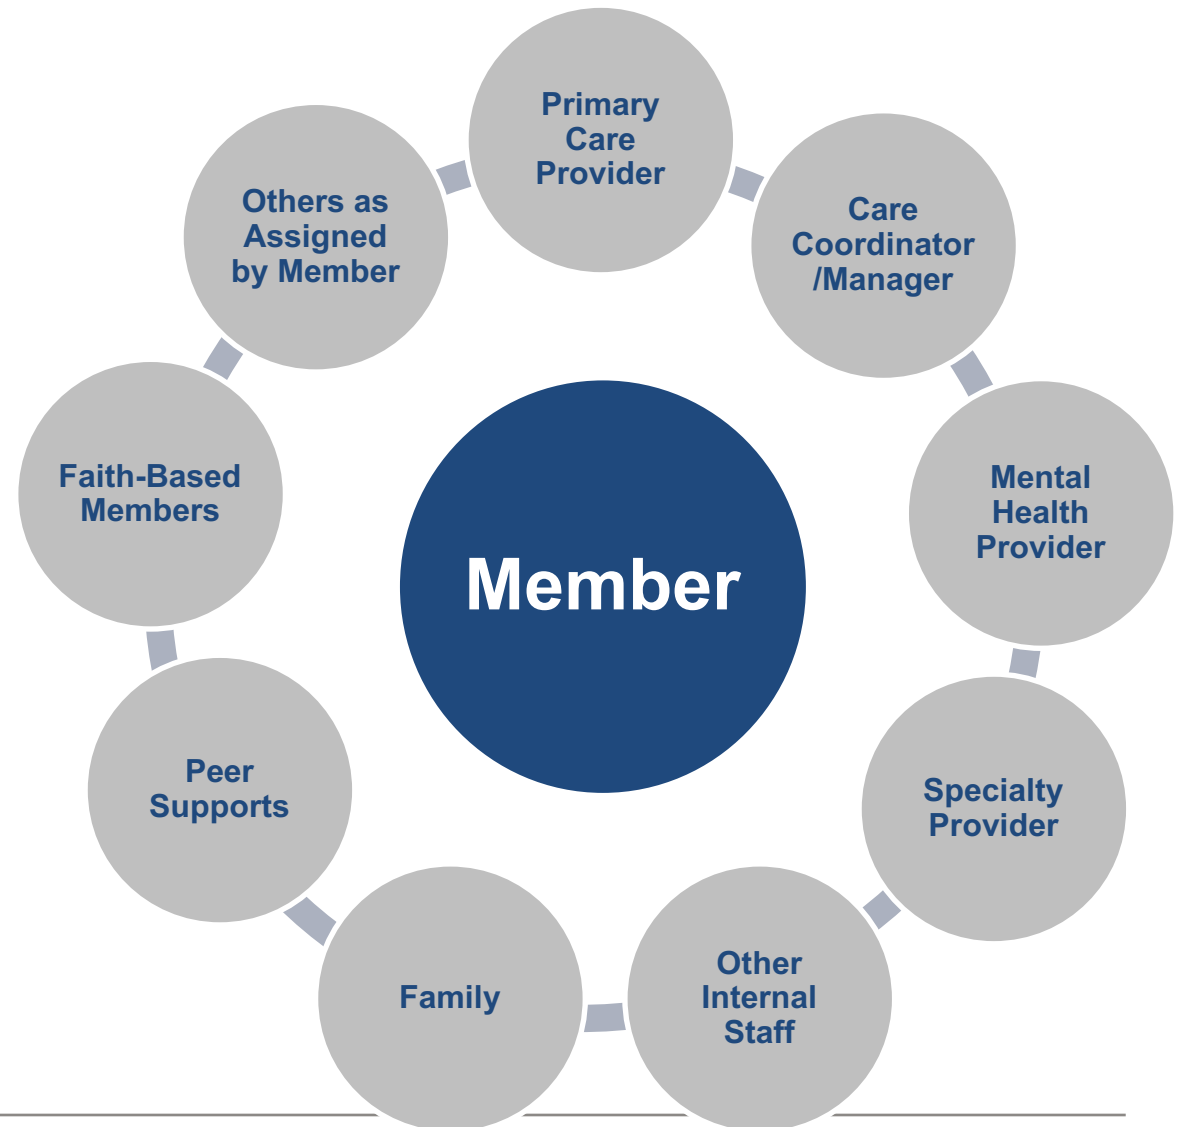 Primary
Care
Provider
Care
Coordinator
/Manager
Mental
Health
Provider
Specialty
Provider
Other
Internal
Staff
Family
Peer
Supports
Faith-Based
Members
Others as
Assigned
by Member
Member